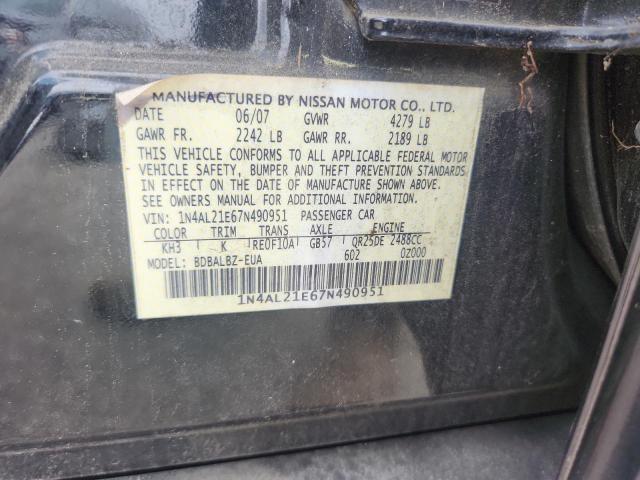 MANUFACTURED BY NISSAN MOTOR CO., LTD.
DATE 06/07 GVWR 4279 LB
GAWR FR. 2242 LB GAWR RR. 2189 LB
THIS VEHICLE CONFORMS TO ALL APPLICABLE FEDERAL MOTOR
VEHICLE SAFETY, BUMPER AND THEFT PREVENTION STANDARDS
IN EFFECT ON THE DATE OF MANUFACTURE SHOWN ABOVE.
SEE OWNERS MANUAL FOR ADDITIONAL INFORMATION.
VIN: 1N4AL21E67N490951 PASSENGER CAR
COLOR TRIM TRANS AXLE ENGINE
KH3 K RE0F10A GB57 QR25DE 2488CC
MODEL: BDBALBZ-EUA 602 0Z000
1N4AL21E67N490951